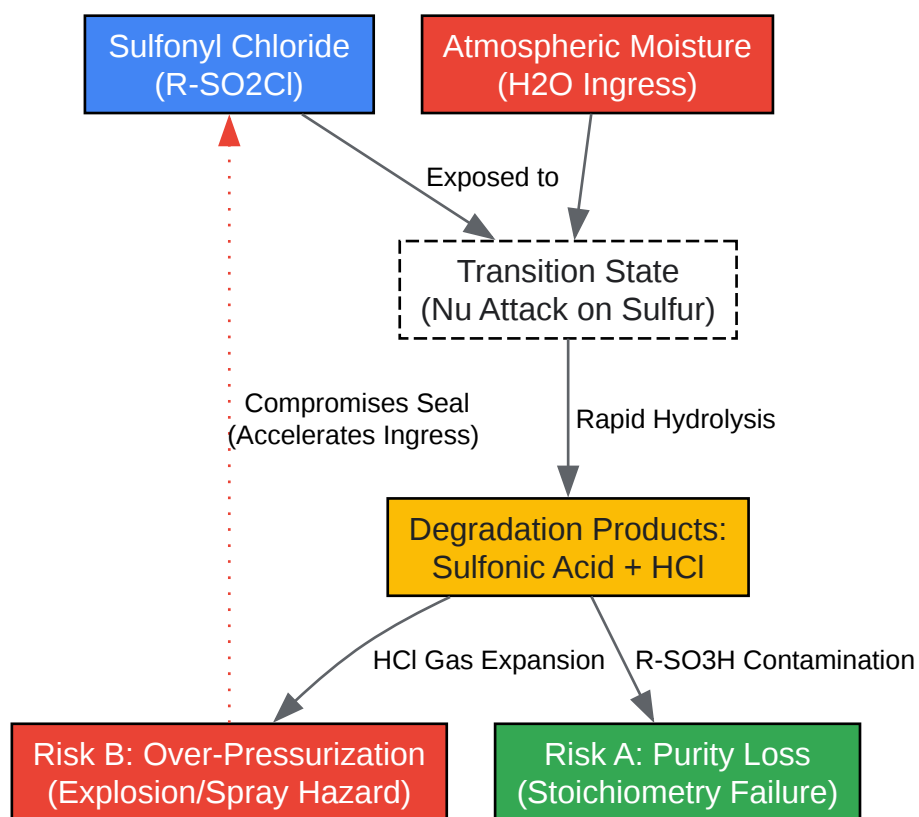 Sulfonyl Chloride
(R-SO2Cl)
Atmospheric Moisture
(H2O Ingress)
Exposed to
Transition State
(Nu Attack on Sulfur)
Compromises Seal
(Accelerates Ingress)
Rapid Hydrolysis
Degradation Products:
Sulfonic Acid + HCl
HCl Gas Expansion
R-SO3H Contamination
Risk B: Over-Pressurization
(Explosion/Spray Hazard)
Risk A: Purity Loss
(Stoichiometry Failure)